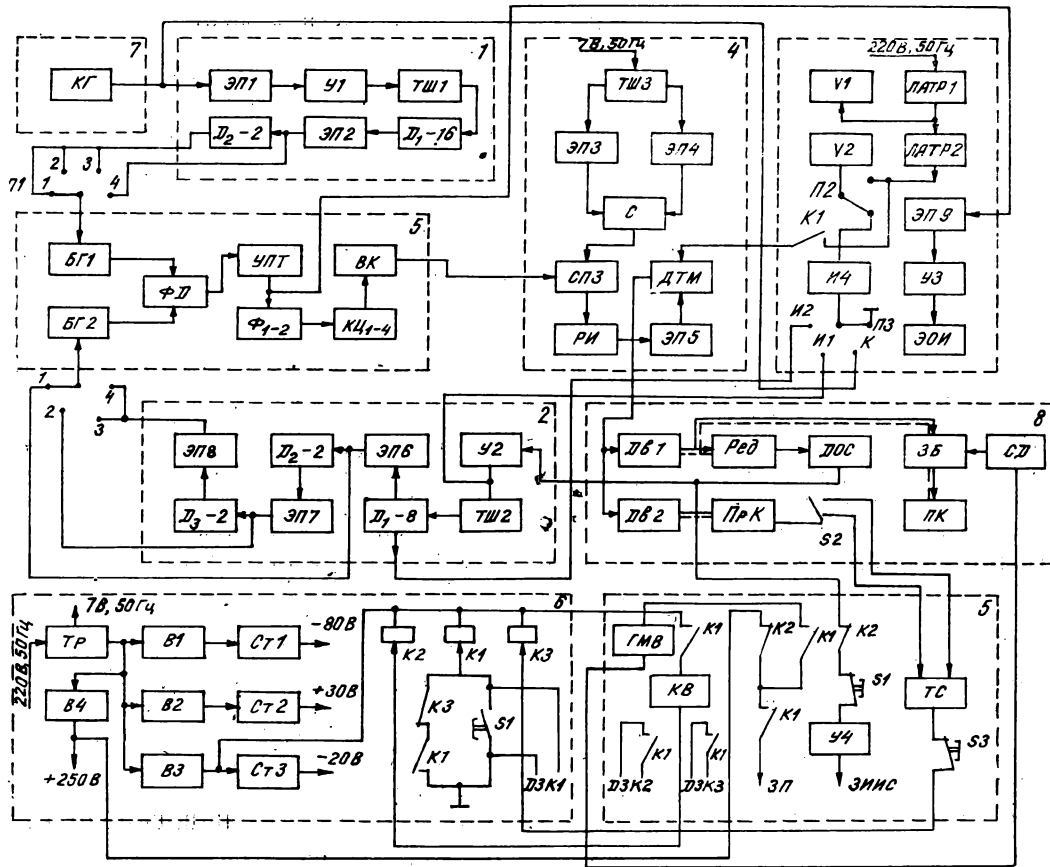 7
КГ
1
ЭП1
У1
ТШ1
Д₂-2
ЭП2
Д₁-16
П1
1
2
3
4
7В, 50Гц
4
ТШ3
ЭП3
ЭП4
С
СПЗ
ДТМ
РИ
ЭП5
К1
220В, 50Гц
V1
ЛАТР1
V2
ЛАТР2
П2
ЭП9
И4
У3
И2
И1
К
П3
ЭОИ
5
БГ1
БГ2
ФД
УПТ
ВК
Ф₁₋₂
КЦ₁₋₄
1
2
3
4
2
ЭП8
Д₂-2
ЭП6
У2
Д₃-2
ЭП7
Д₁-8
ТШ2
8
Дв1
Ред
ДОС
ЗБ
СД
Дв2
ПрК
S2
ПК
6
220В, 50Гц
7В, 50Гц
ТР
В1
Ст1
-80В
В4
В2
Ст2
+30В
+250В
В3
Ст3
-20В
К2
К1
К3
К3
К1
S1
ДЗК1
5
ГМВ
К1
К2
К1
К2
КВ
S1
ТС
К1
К1
К1
У4
S3
ДЗК2
ДЗК3
ЗП
ЗИИС